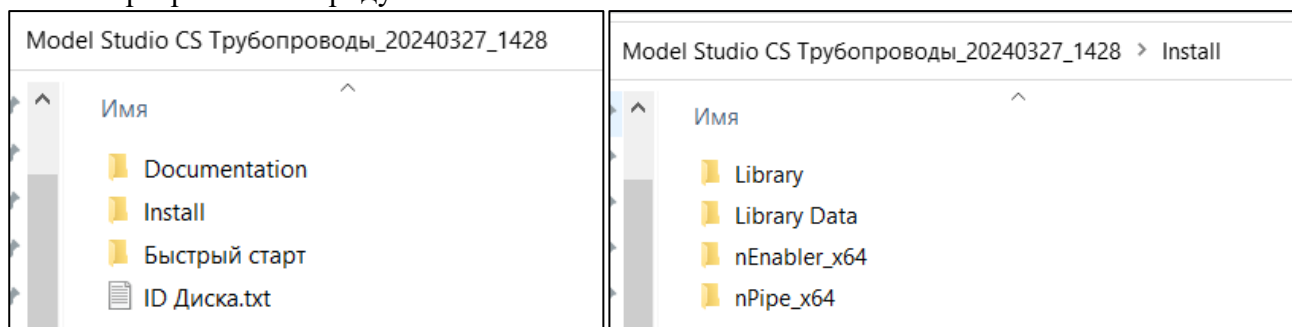 Model Studio CS Трубопроводы_20240327_1428
Имя
Documentation
Install
Быстрый старт
ID Диска.txt
Model Studio CS Трубопроводы_20240327_1428 > Install
Имя
Library
Library Data
nEnabler_x64
nPipe_x64